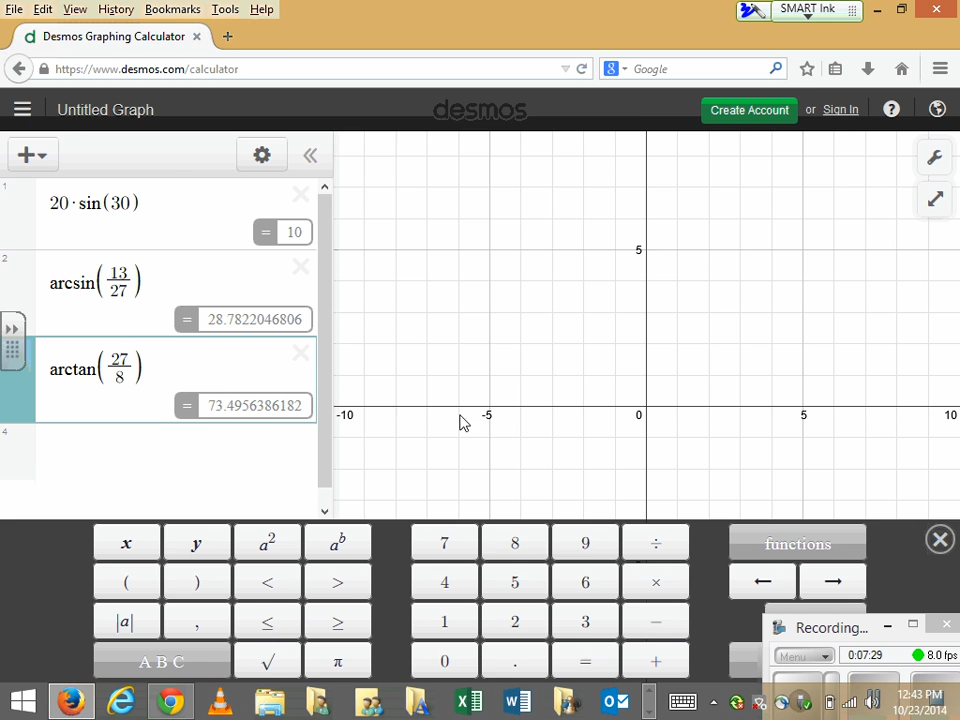 File Edit View History Bookmarks Tools Help
SMART Ink
Desmos Graphing Calculator
https://www.desmos.com/calculator
Google
Untitled Graph
desmos
Create Account or Sign In
1
20 · sin(30)
= 10
2
arcsin(13/27)
= 28.7822046806
arctan(27/8)
= 73.4956386182
4
5
-10 -5 0 5 10
x y a² aᵇ 7 8 9 ÷ functions
( ) < > 4 5 6 × ← →
|a| , ≤ ≥ 1 2 3 −
A B C √ π 0 . = +
Recording...
Menu 0:07:29 8.0 fps
12:43 PM
10/23/2014